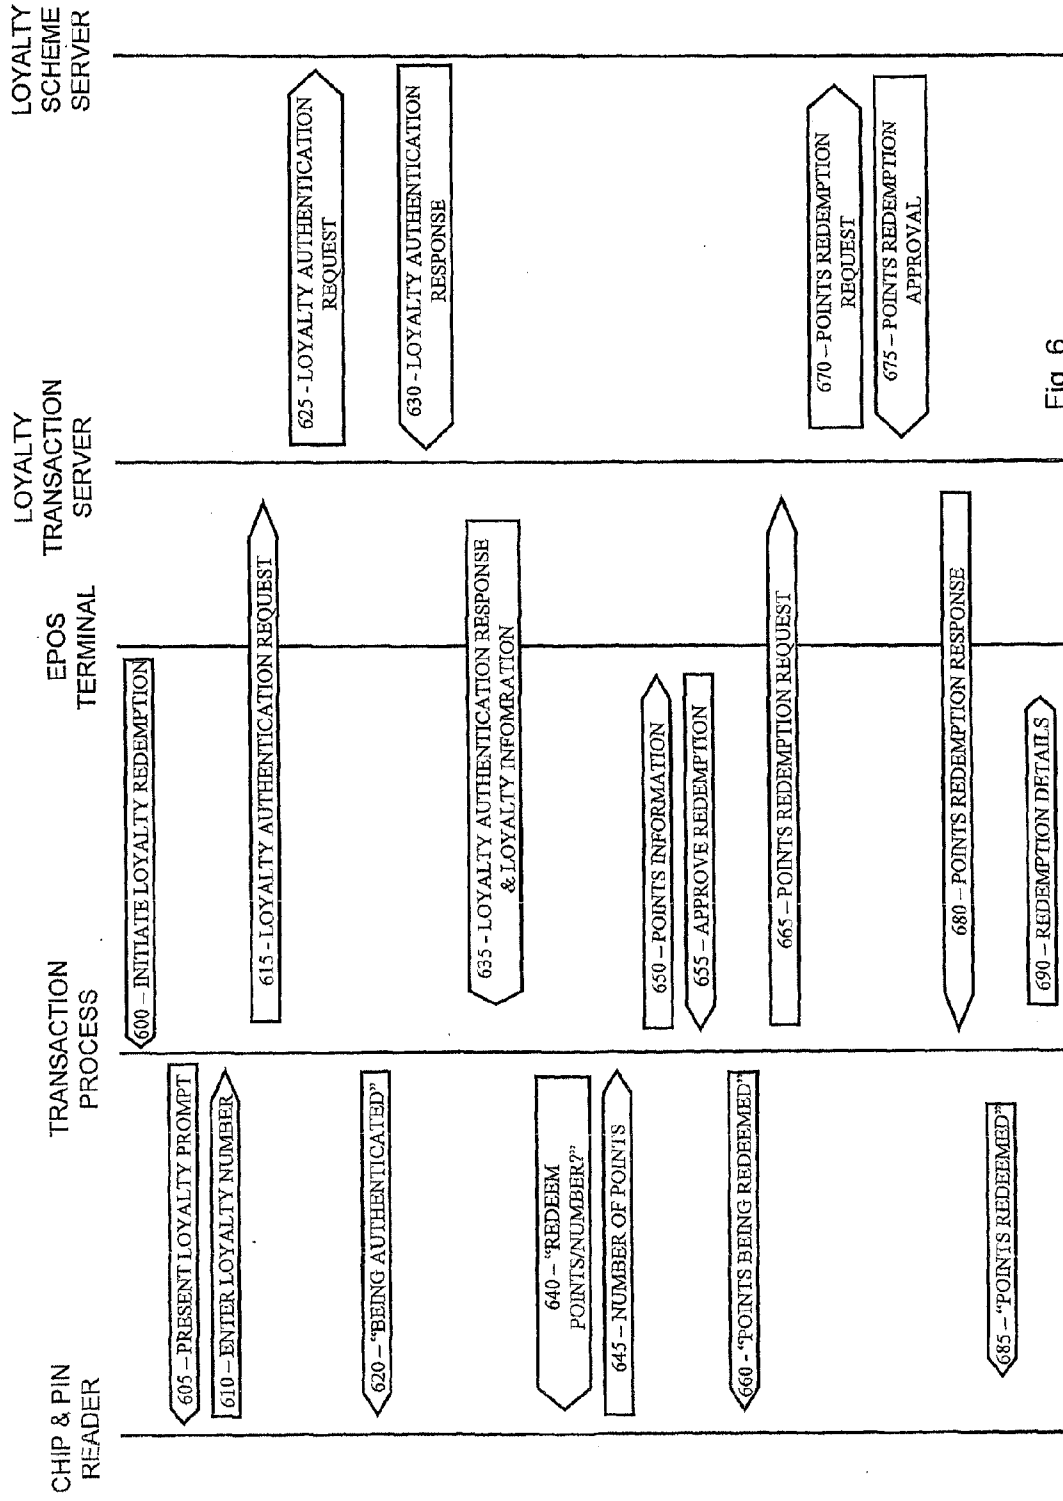 CHIP & PIN
READER
TRANSACTION
PROCESS
EPOS
TERMINAL
LOYALTY
TRANSACTION
SERVER
LOYALTY
SCHEME
SERVER
600 – INITIATE LOYALTY REDEMPTION
605 – PRESENT LOYALTY PROMPT
610 – ENTER LOYALTY NUMBER
615 - LOYALTY AUTHENTICATION REQUEST
625 - LOYALTY AUTHENTICATION
REQUEST
620 – “BEING AUTHENTICATED”
630 - LOYALTY AUTHENTICATION
RESPONSE
635 - LOYALTY AUTHENTICATION RESPONSE
& LOYALTY INFOMRATION
640 – “REDEEM
POINTS/NUMBER?”
645 – NUMBER OF POINTS
650 – POINTS INFORMATION
655 – APPROVE REDEMPTION
660 - “POINTS BEING REDEEMED”
665 – POINTS REDEMPTION REQUEST
670 – POINTS REDEMPTION
REQUEST
675 – POINTS REDEMPTION
APPROVAL
680 – POINTS REDEMPTION RESPONSE
685 – “POINTS REDEEMED”
690 – REDEMPTION DETAILS
Fig. 6